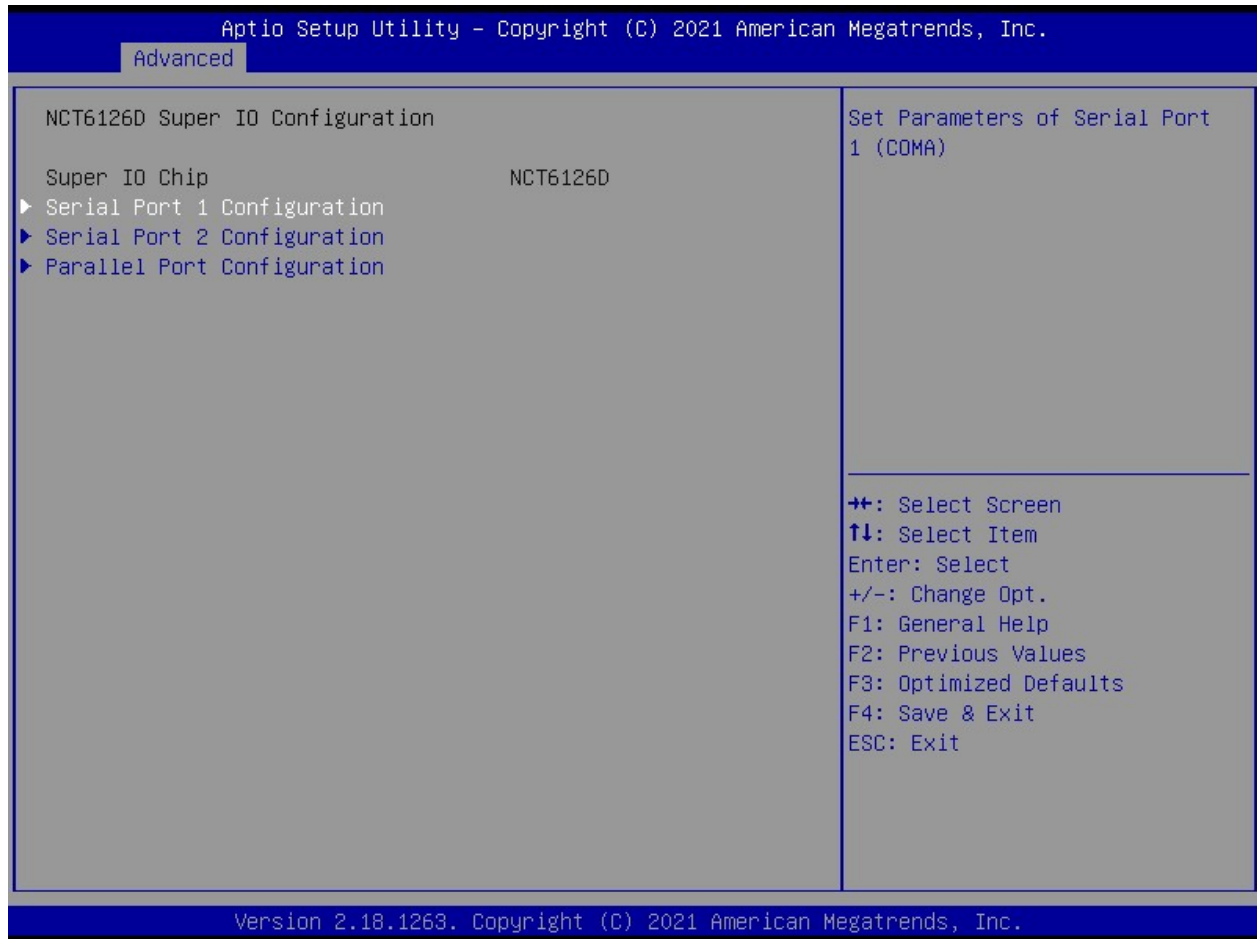 Aptio Setup Utility – Copyright (C) 2021 American Megatrends, Inc.
Advanced
NCT6126D Super IO Configuration
Super IO Chip NCT6126D
▶ Serial Port 1 Configuration
▶ Serial Port 2 Configuration
▶ Parallel Port Configuration
Set Parameters of Serial Port
1 (COMA)
→←: Select Screen
↑↓: Select Item
Enter: Select
+/-: Change Opt.
F1: General Help
F2: Previous Values
F3: Optimized Defaults
F4: Save & Exit
ESC: Exit
Version 2.18.1263. Copyright (C) 2021 American Megatrends, Inc.